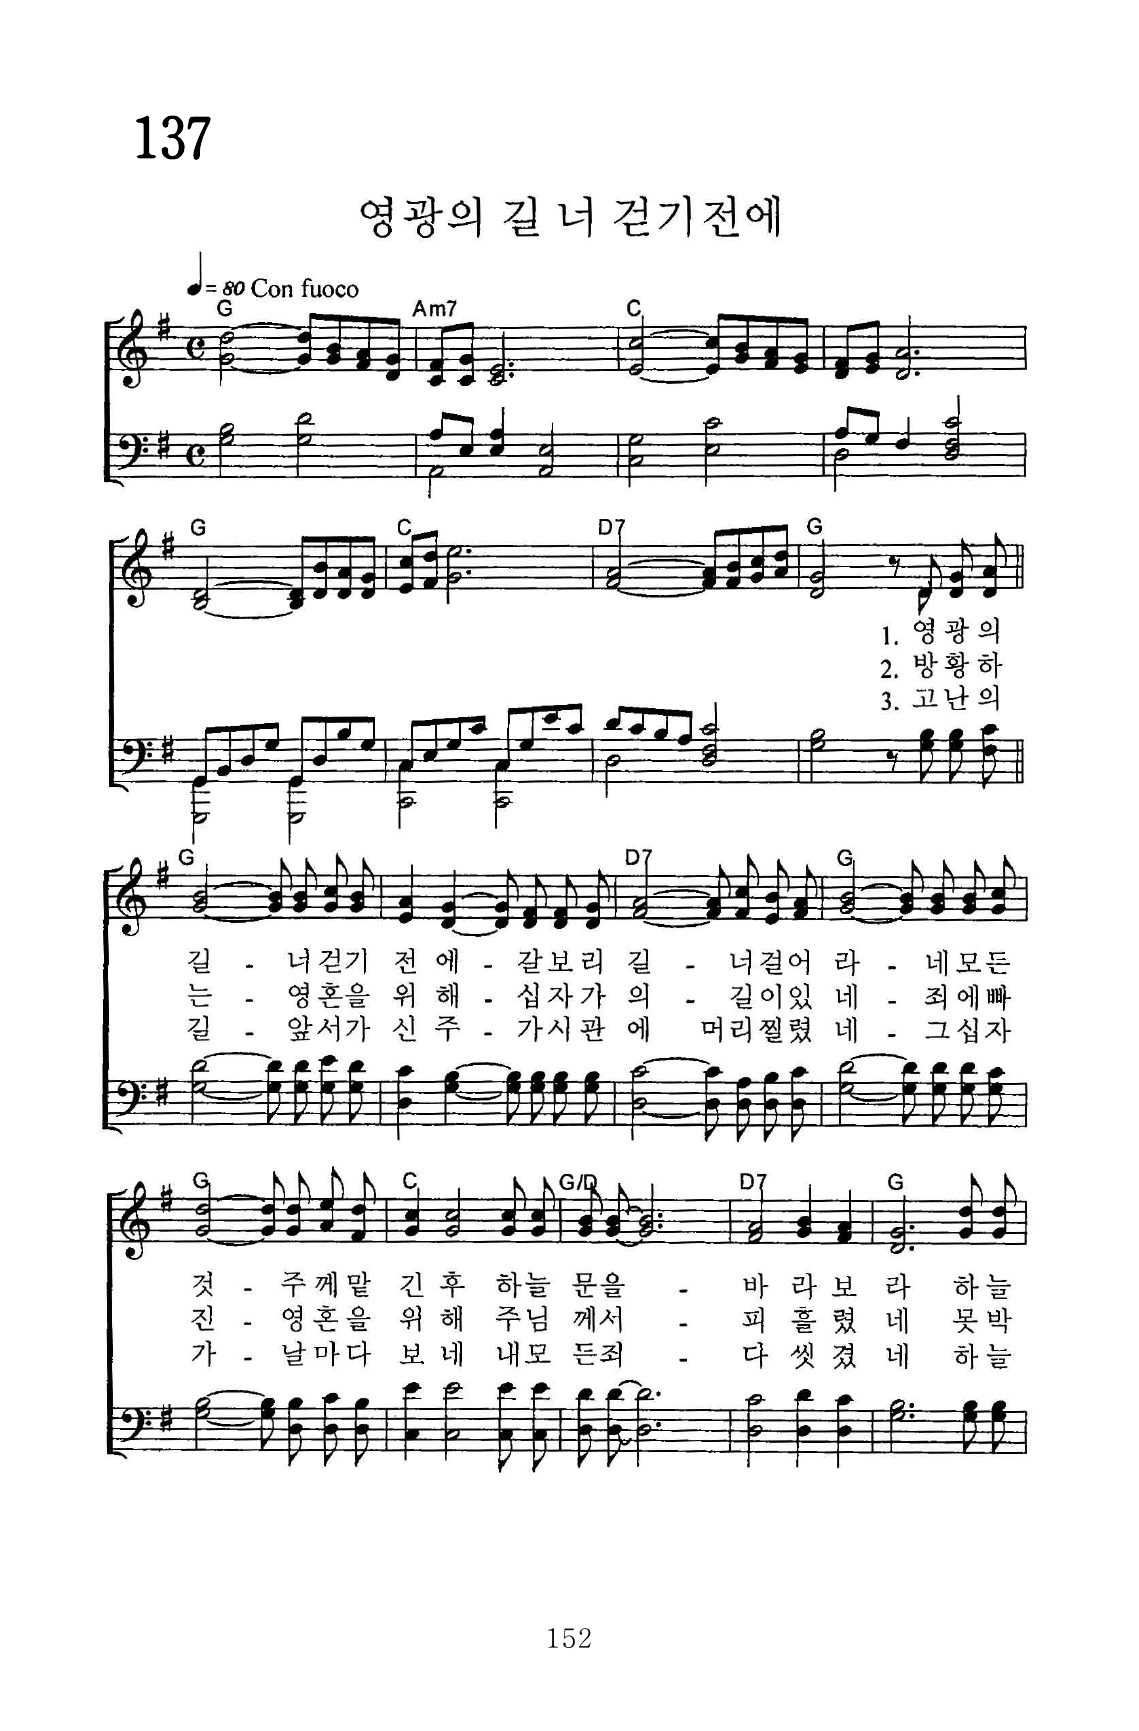 137
영광의 길 너 걷기전에
♩= 80 Con fuoco
G Am7 C
G C D7 G
1. 영 광 의
2. 방 황 하
3. 고 난 의
G D7 G
길 - 너 걷 기 전 에 - 갈 보 리 길 - 너 걸 어 라 - 네 모 든
는 - 영 혼 을 위 해 - 십 자 가 의 - 길 이 있 네 - 죄 에 빠
길 - 앞 서 가 신 주 - 가 시 관 에 머 리 찔 렸 네 - 그 십 자
G C G/D D7 G
것 - 주 께 맡 긴 후 하 늘 문 을 - 바 라 보 라 하 늘
진 - 영 혼 을 위 해 주 님 께 서 - 피 흘 렸 네 못 박
가 - 날 마 다 보 네 내 모 든 죄 - 다 씻 겼 네 하 늘
152